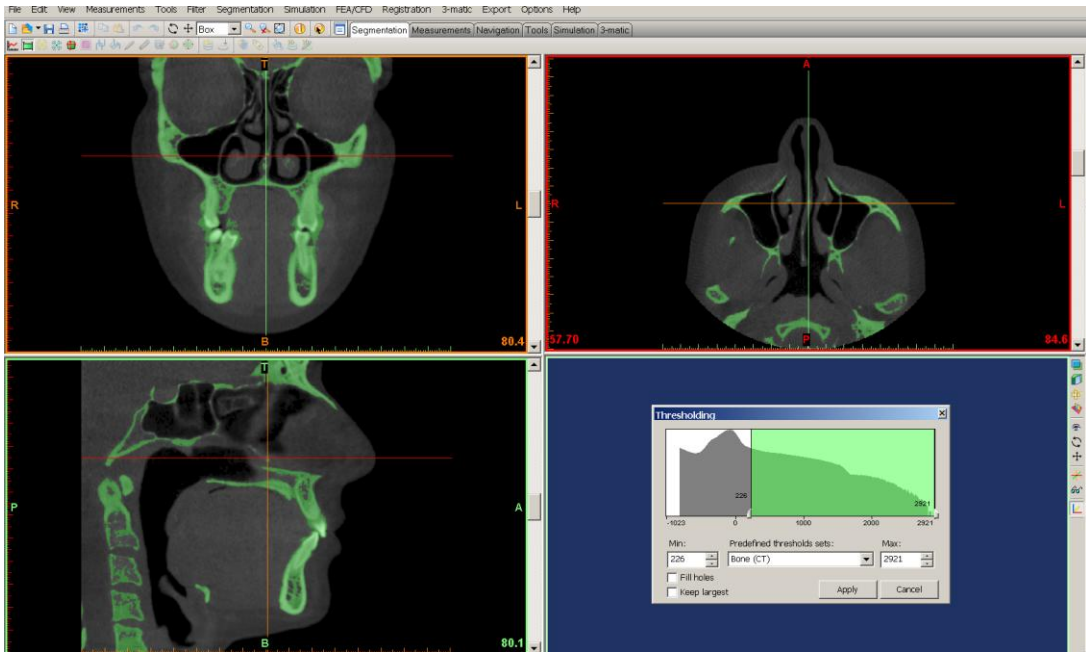 File Edit View Measurements Tools Filter Segmentation Simulation FEA/CFD Registration 3-matic Export Options Help
Box Segmentation Measurements Navigation Tools Simulation 3-matic
T
R L
B
80.4
A
R L
P
57.70 84.6
T
P A
B
80.1
Thresholding
226
2921
-1023 0 1000 2000 2921
Min: Predefined thresholds sets: Max:
226 Bone (CT) 2921
Fill holes
Keep largest
Apply Cancel